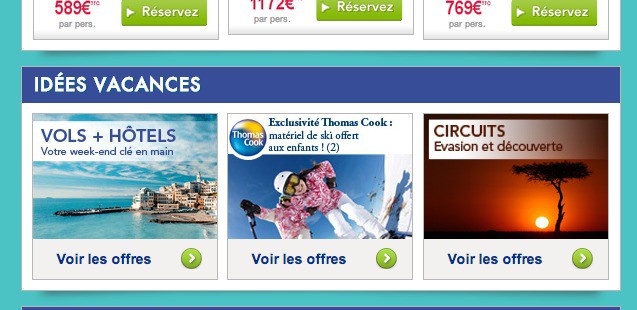 589€TTC
par pers.
Réservez
1172€
par pers.
Réservez
769€TTC
par pers.
Réservez
IDÉES VACANCES
VOLS + HÔTELS
Votre week-end clé en main
Voir les offres
Thomas
Cook
Exclusivité Thomas Cook :
matériel de ski offert
aux enfants ! (2)
Voir les offres
CIRCUITS
Evasion et découverte
Voir les offres